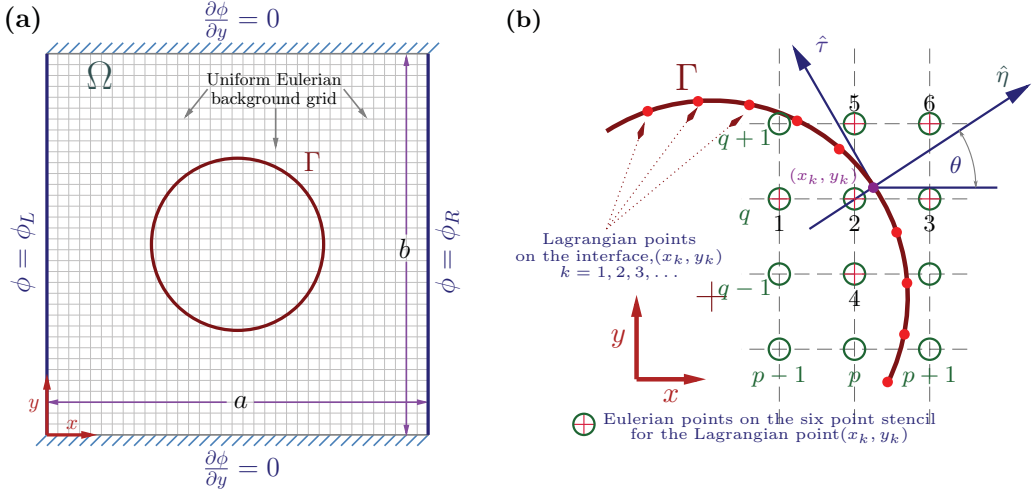 (a)
∂ϕ/∂y = 0
Ω
Uniform Eulerian
background grid
Γ
ϕ = ϕ_L
ϕ = ϕ_R
b
a
y
x
∂ϕ/∂y = 0
(b)
τ̂
η̂
Γ
5
6
q + 1
θ
(x_k, y_k)
q
1
2
3
Lagrangian points
on the interface,(x_k, y_k)
k = 1, 2, 3, . . .
q − 1
4
y
x
p − 1
p
p + 1
Eulerian points on the six point stencil
for the Lagrangian point(x_k, y_k)